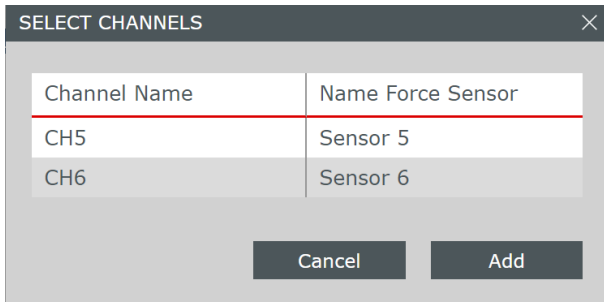 SELECT CHANNELS
Channel Name Name Force Sensor
CH5 Sensor 5
CH6 Sensor 6
Cancel Add